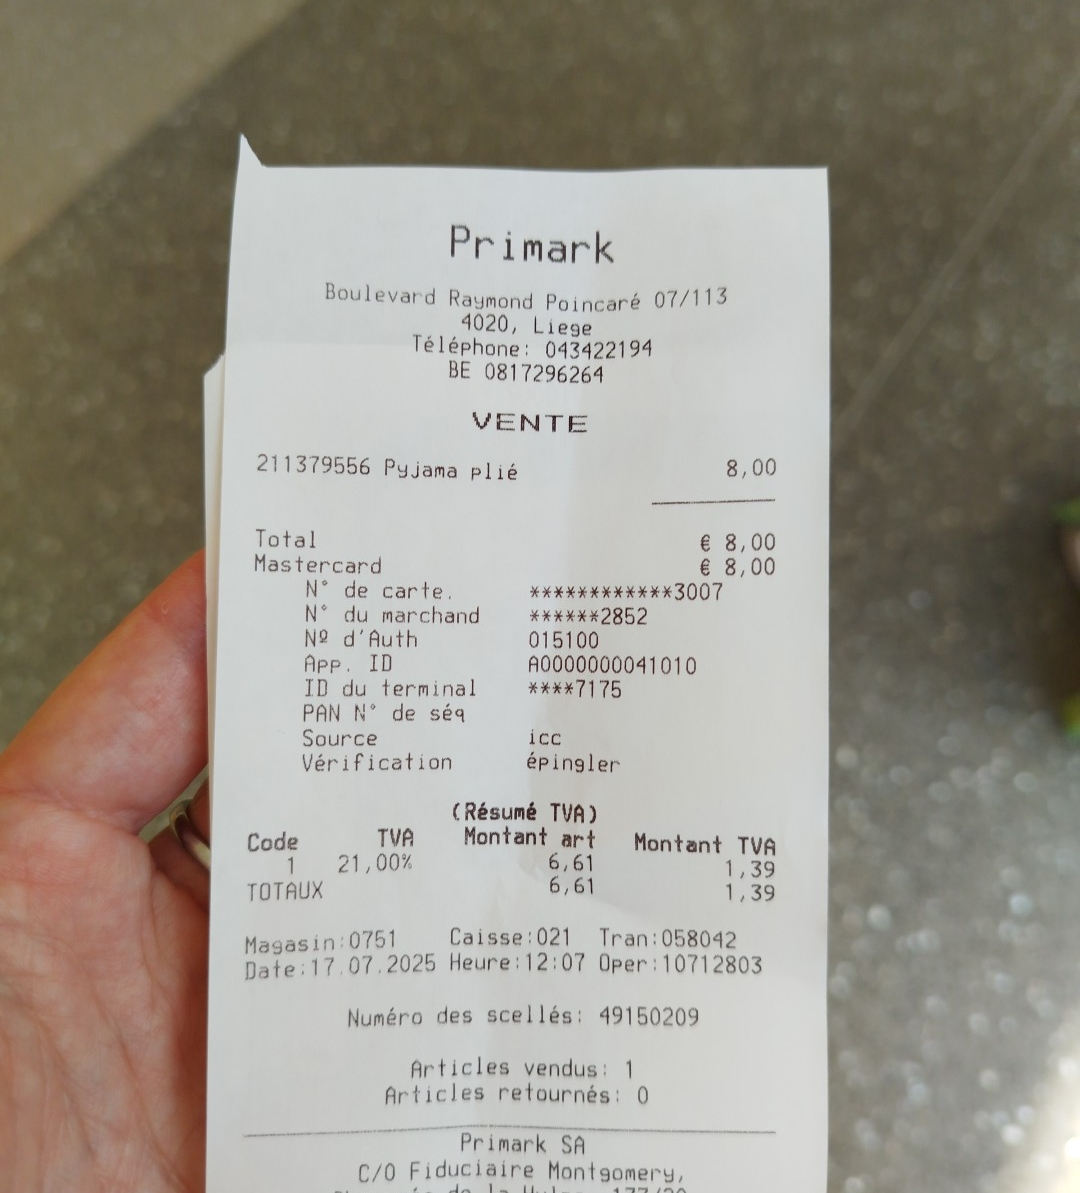 Primark
Boulevard Raymond Poincaré 07/113
4020, Liege
Téléphone: 043422194
BE 0817296264
VENTE
211379556 Pyjama plié 8,00
Total € 8,00
Mastercard € 8,00
N° de carte. ************3007
N° du marchand ******2852
Nº d'Auth 015100
App. ID A0000000041010
ID du terminal ****7175
PAN N° de séq
Source icc
Vérification épingler
(Résumé TVA)
Code TVA Montant art Montant TVA
1 21,00% 6,61 1,39
TOTAUX 6,61 1,39
Magasin:0751 Caisse:021 Tran:058042
Date:17.07.2025 Heure:12:07 Oper:10712803
Numéro des scellés: 49150209
Articles vendus: 1
Articles retournés: 0
Primark SA
C/O Fiduciaire Montgomery,
de la